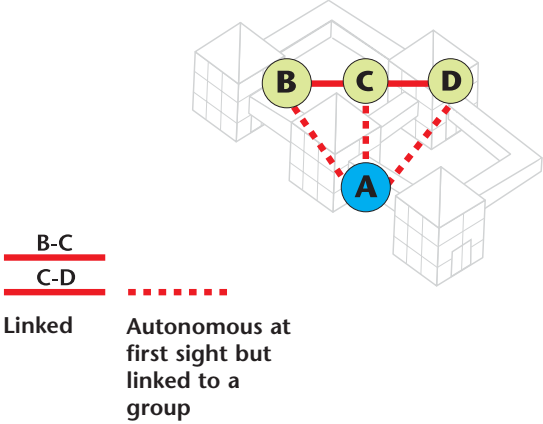 B C D
A
B-C
C-D
Linked
Autonomous at
first sight but
linked to a
group